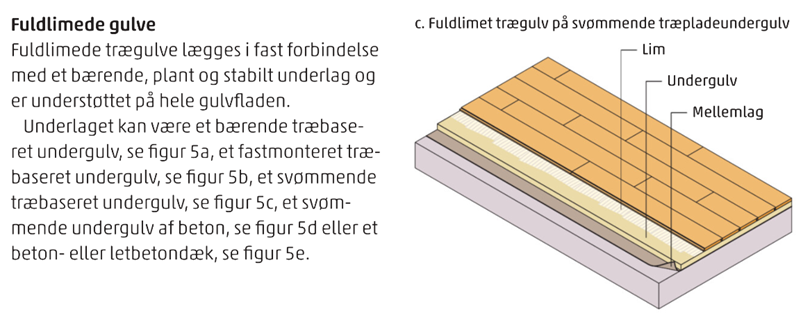 Fuldlimede gulve
Fuldlimede trægulve lægges i fast forbindelse
med et bærende, plant og stabilt underlag og
er understøttet på hele gulvfladen.
Underlaget kan være et bærende træbase-
ret undergulv, se figur 5a, et fastmonteret træ-
baseret undergulv, se figur 5b, et svømmende
træbaseret undergulv, se figur 5c, et svøm-
mende undergulv af beton, se figur 5d eller et
beton- eller letbetondæk, se figur 5e.
c. Fuldlimet trægulv på svømmende træpladeundergulv
Lim
Undergulv
Mellemlag